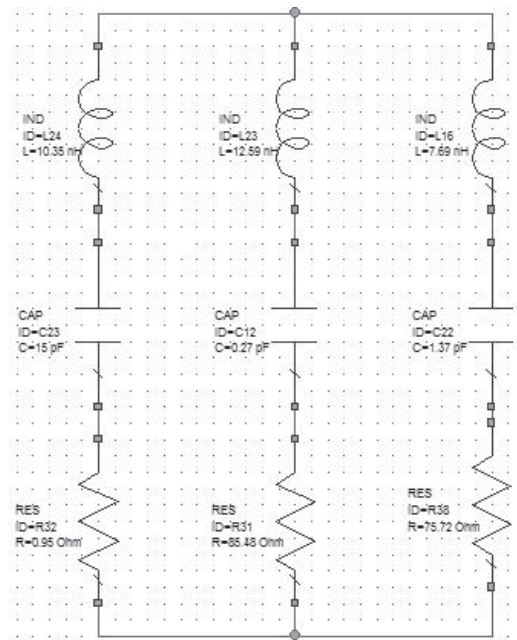 IND
ID=L24
L=10.35 nH
IND
ID=L23
L=12.59 nH
IND
ID=L16
L=7.69 nH
CAP
ID=C23
C=15 pF
CAP
ID=C12
C=0.27 pF
CAP
ID=C22
C=1.37 pF
RES
ID=R32
R=0.95 Ohm
RES
ID=R31
R=85.48 Ohm
RES
ID=R38
R=75.72 Ohm